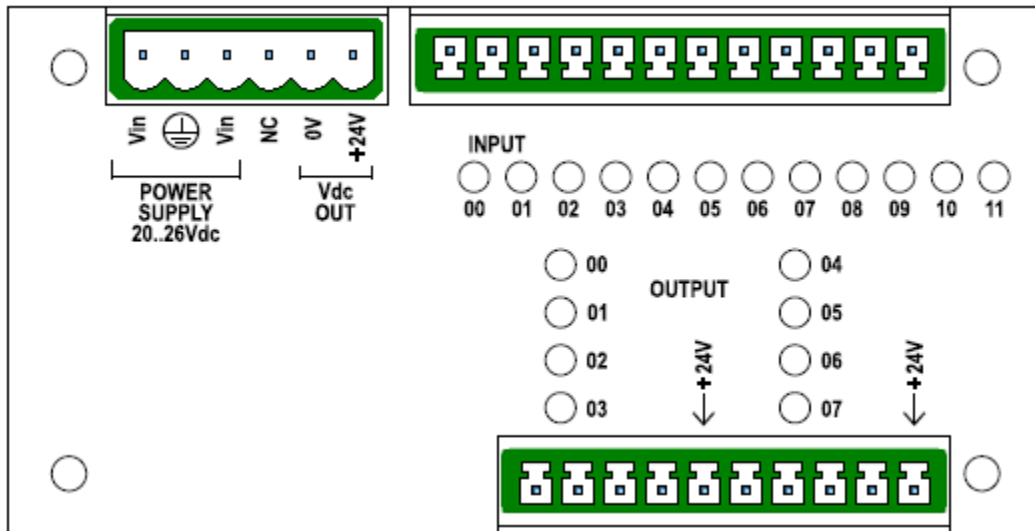 Vin
Vin
NC
0V
+24V
POWER
SUPPLY
20..26Vdc
Vdc
OUT
INPUT
00 01 02 03 04 05 06 07 08 09 10 11
00
01
02
03
OUTPUT
+24V
04
05
06
07
+24V